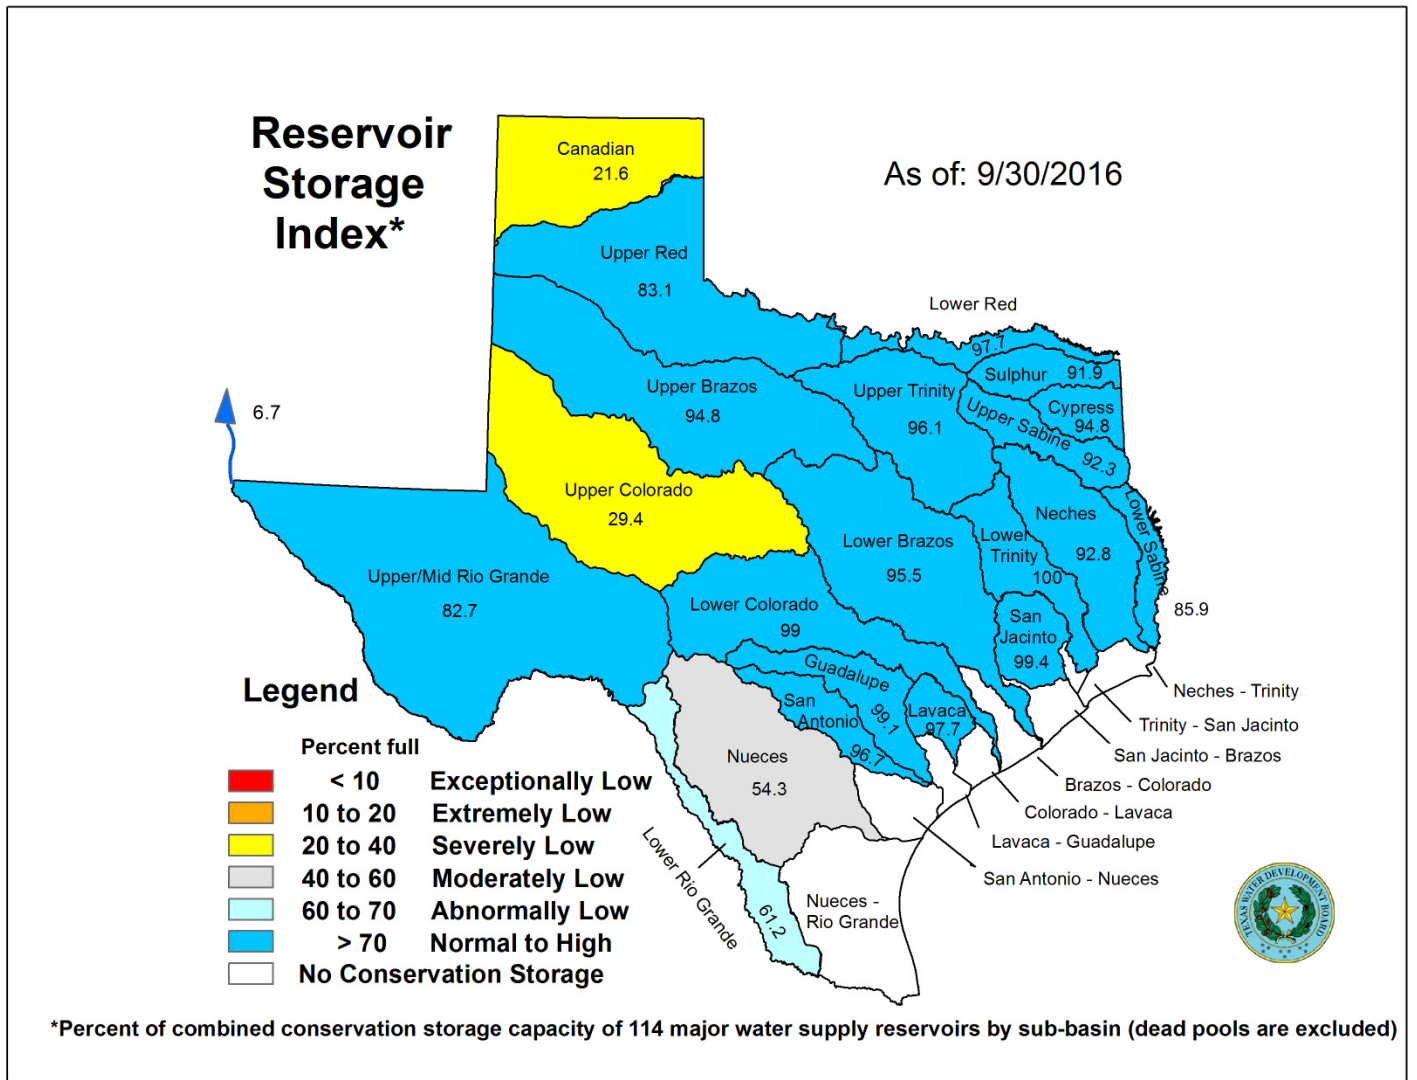 Reservoir
Storage
Index*
As of: 9/30/2016
Canadian
21.6
Upper Red
83.1
Lower Red
97.7
Sulphur 91.9
Cypress
94.8
Upper Sabine
92.3
Upper Trinity
96.1
Upper Brazos
94.8
6.7
Upper Colorado
29.4
Upper/Mid Rio Grande
82.7
Lower Brazos
95.5
Lower
Trinity
100
Neches
92.8
Lower Sabine
85.9
Lower Colorado
99
San
Jacinto
99.4
Guadalupe
99.1
San
Antonio
96.7
Lavaca
97.7
Nueces
54.3
Lower Rio Grande
61.2
Nueces -
Rio Grande
Neches - Trinity
Trinity - San Jacinto
San Jacinto - Brazos
Brazos - Colorado
Colorado - Lavaca
Lavaca - Guadalupe
San Antonio - Nueces
Legend
Percent full
< 10 Exceptionally Low
10 to 20 Extremely Low
20 to 40 Severely Low
40 to 60 Moderately Low
60 to 70 Abnormally Low
> 70 Normal to High
No Conservation Storage
TEXAS WATER DEVELOPMENT BOARD
*Percent of combined conservation storage capacity of 114 major water supply reservoirs by sub-basin (dead pools are excluded)